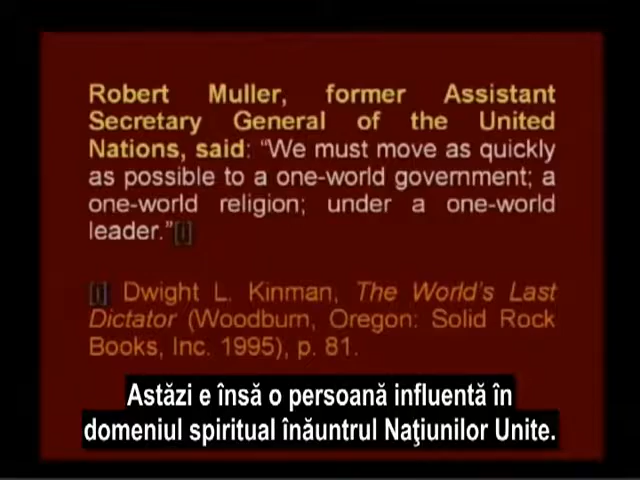 Robert Muller, former Assistant
Secretary General of the United
Nations, said: “We must move as quickly
as possible to a one-world government; a
one-world religion; under a one-world
leader.”[i]
[i] Dwight L. Kinman, The World’s Last
Dictator (Woodburn, Oregon: Solid Rock
Books, Inc. 1995), p. 81.
Astăzi e însă o persoană influentă în
domeniul spiritual înăuntrul Naţiunilor Unite.